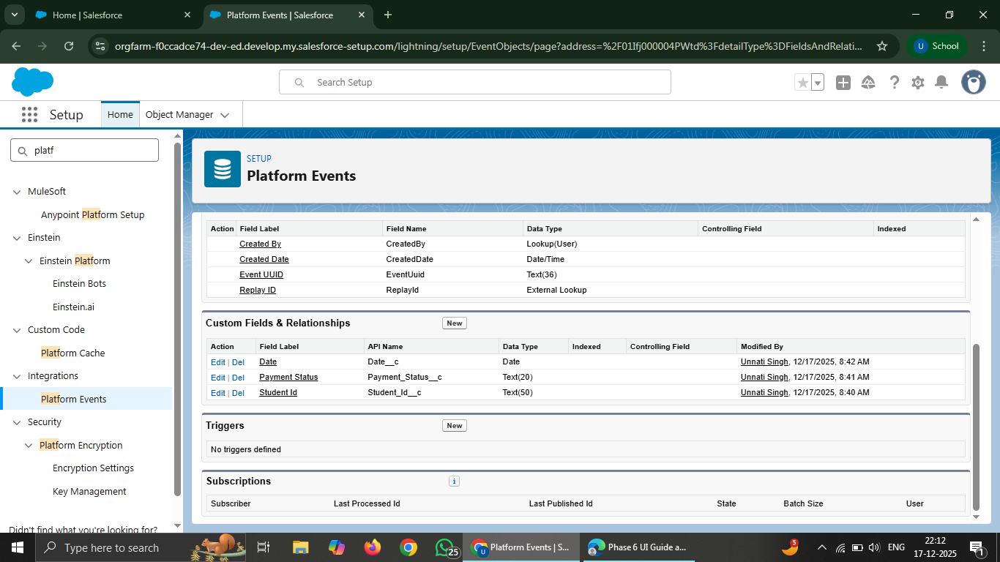 Home | Salesforce
Platform Events | Salesforce
orgfarm-f0ccadce74-dev-ed.develop.my.salesforce-setup.com/lightning/setup/EventObjects/page?address=%2F01Ifj000004PWtd%3FdetailType%3DFieldsAndRelati...
U School
Search Setup
Setup Home Object Manager
platf
MuleSoft
Anypoint Platform Setup
Einstein
Einstein Platform
Einstein Bots
Einstein.ai
Custom Code
Platform Cache
Integrations
Platform Events
Security
Platform Encryption
Encryption Settings
Key Management
Didn't find what you're looking for?
SETUP
Platform Events
Action Field Label Field Name Data Type Controlling Field Indexed
Created By CreatedBy Lookup(User)
Created Date CreatedDate Date/Time
Event UUID EventUuid Text(36)
Replay ID ReplayId External Lookup
Custom Fields & Relationships New
Action Field Label API Name Data Type Indexed Controlling Field Modified By
Edit | Del Date Date__c Date Unnati Singh, 12/17/2025, 8:42 AM
Edit | Del Payment Status Payment_Status__c Text(20) Unnati Singh, 12/17/2025, 8:41 AM
Edit | Del Student Id Student_Id__c Text(50) Unnati Singh, 12/17/2025, 8:40 AM
Triggers New
No triggers defined
Subscriptions i
Subscriber Last Processed Id Last Published Id State Batch Size User
Type here to search
25
U
Platform Events | S...
Phase 6 UI Guide a...
5
ENG
22:12
17-12-2025
1